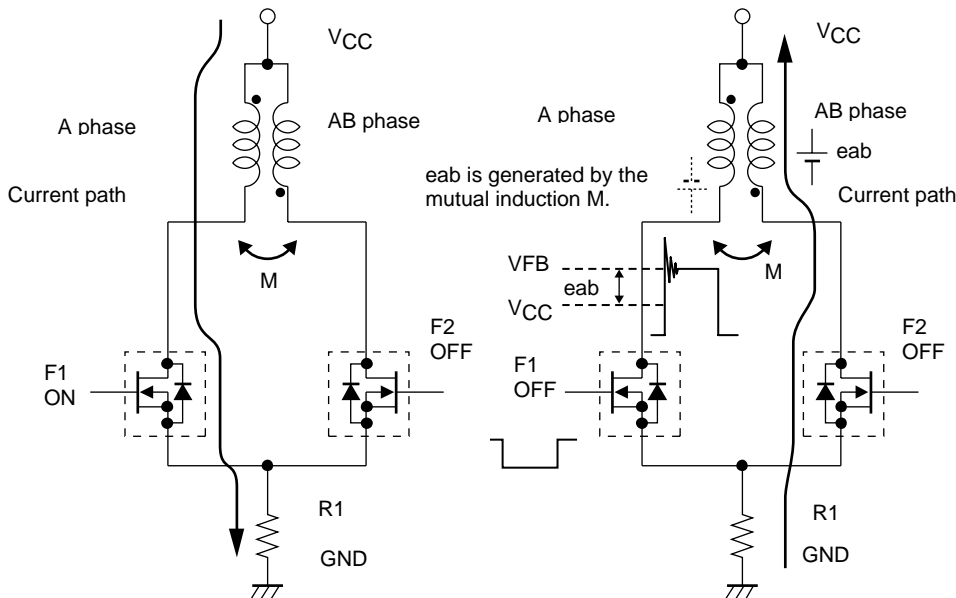 VCC
A phase
AB phase
Current path
M
F1
ON
F2
OFF
R1
GND
VCC
A phase
AB phase
eab
eab is generated by the
mutual induction M.
Current path
VFB
eab
VCC
M
F1
OFF
F2
OFF
R1
GND